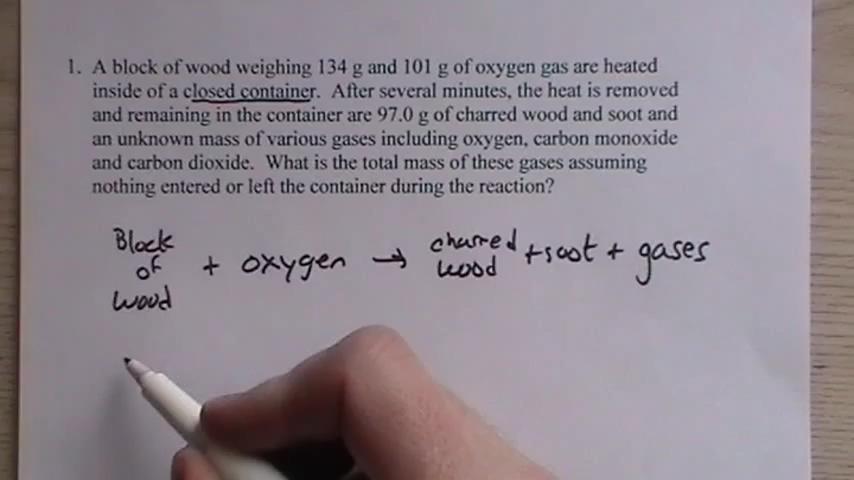 1. A block of wood weighing 134 g and 101 g of oxygen gas are heated
inside of a closed container. After several minutes, the heat is removed
and remaining in the container are 97.0 g of charred wood and soot and
an unknown mass of various gases including oxygen, carbon monoxide
and carbon dioxide. What is the total mass of these gases assuming
nothing entered or left the container during the reaction?
Block of wood + oxygen → charred wood + soot + gases